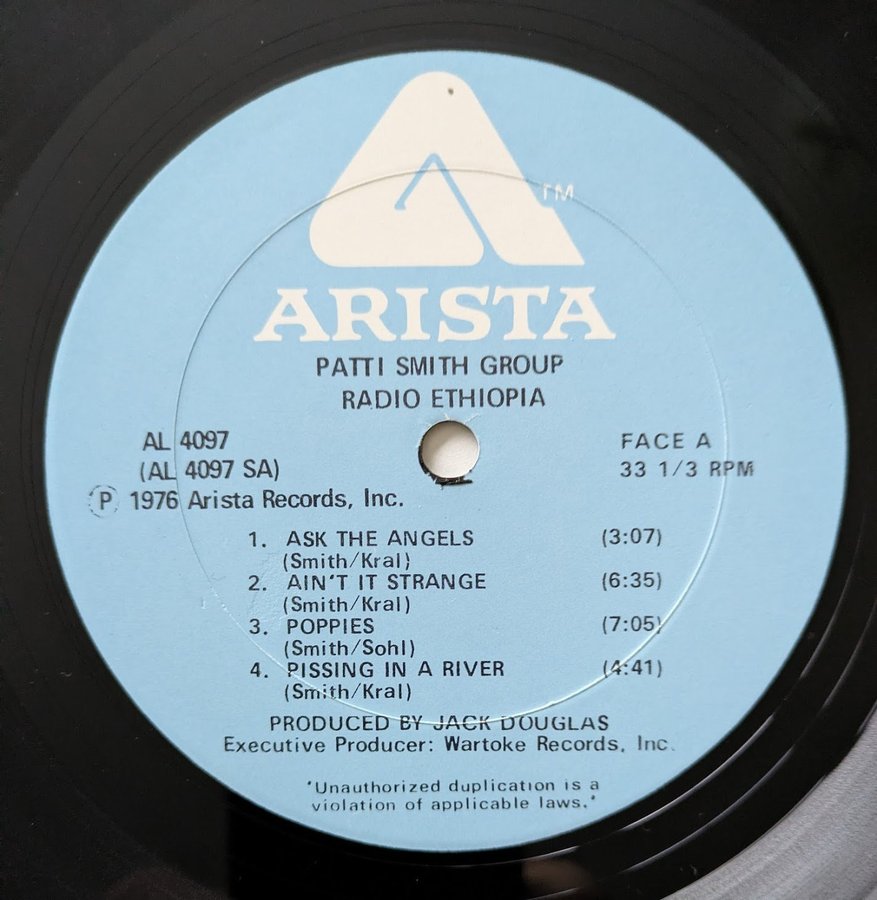 TM
ARISTA
PATTI SMITH GROUP
RADIO ETHIOPIA
AL 4097
(AL 4097 SA)
Ⓟ 1976 Arista Records, Inc.
FACE A
33 1/3 RPM
1. ASK THE ANGELS (3:07)
(Smith/Kral)
2. AIN'T IT STRANGE (6:35)
(Smith/Kral)
3. POPPIES (7:05)
(Smith/Sohl)
4. PISSING IN A RIVER (4:41)
(Smith/Kral)
PRODUCED BY JACK DOUGLAS
Executive Producer: Wartoke Records, Inc.
"Unauthorized duplication is a
violation of applicable laws."